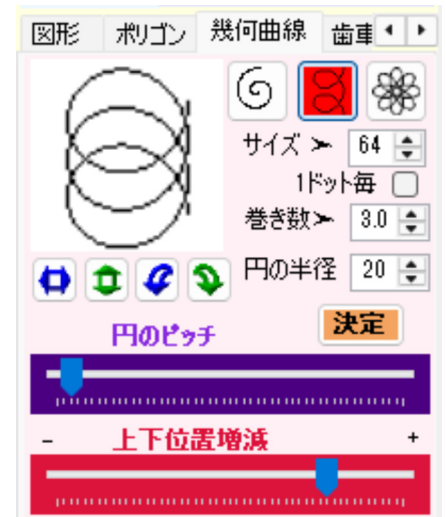 図形 ポリゴン 幾何曲線 歯車
サイズ ➢ 64
1ドット毎
巻き数➢ 3.0
円の半径 20
決定
円のピッチ
- 上下位置増減 +